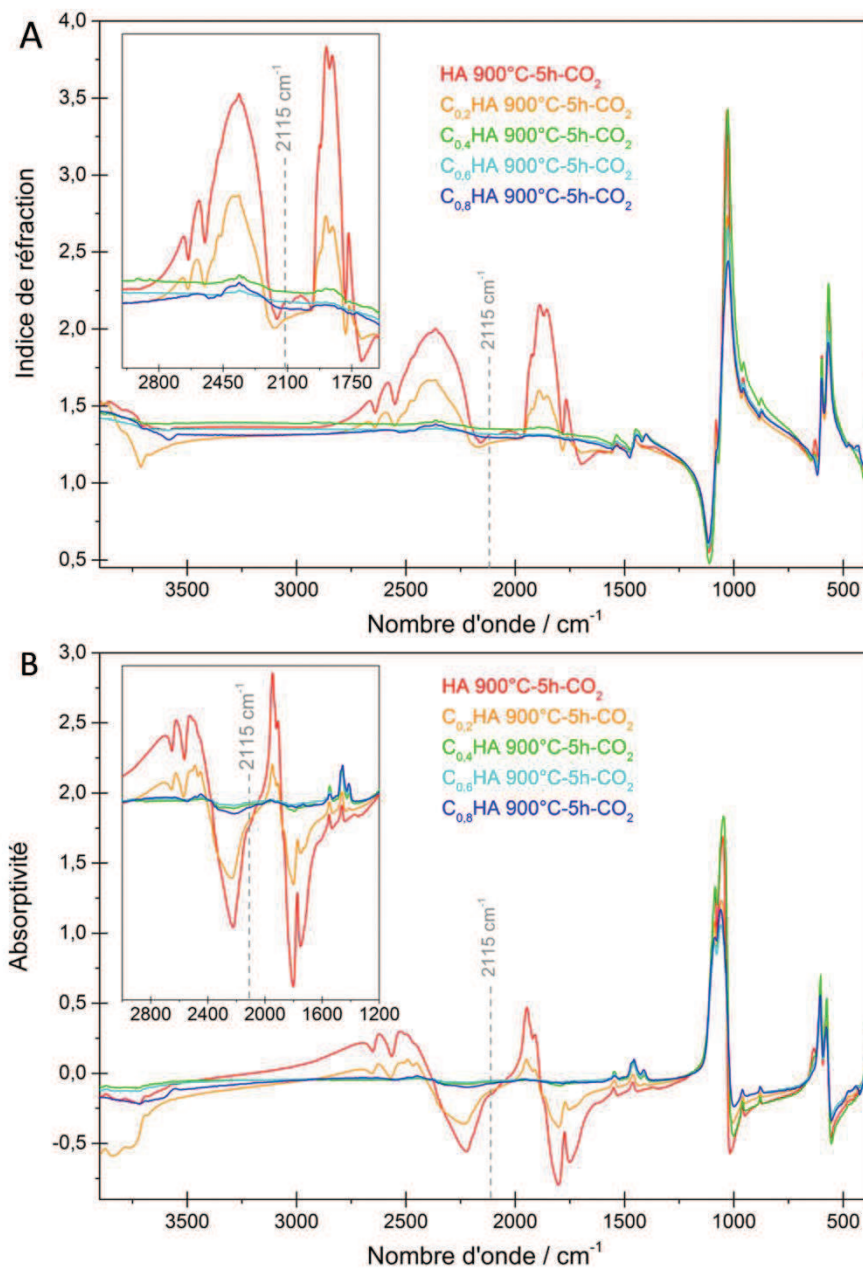 A
4,0
3,5
3,0
2,5
2,0
1,5
1,0
0,5
Indice de réfraction
2115 cm-1
2800 2450 2100 1750
HA 900°C-5h-CO2
C0,2HA 900°C-5h-CO2
C0,4HA 900°C-5h-CO2
C0,6HA 900°C-5h-CO2
C0,8HA 900°C-5h-CO2
2115 cm-1
3500 3000 2500 2000 1500 1000 500
Nombre d'onde / cm-1
B
3,0
2,5
2,0
1,5
1,0
0,5
0,0
-0,5
Absorptivité
2115 cm-1
2800 2400 2000 1600 1200
HA 900°C-5h-CO2
C0,2HA 900°C-5h-CO2
C0,4HA 900°C-5h-CO2
C0,6HA 900°C-5h-CO2
C0,8HA 900°C-5h-CO2
2115 cm-1
3500 3000 2500 2000 1500 1000 500
Nombre d'onde / cm-1